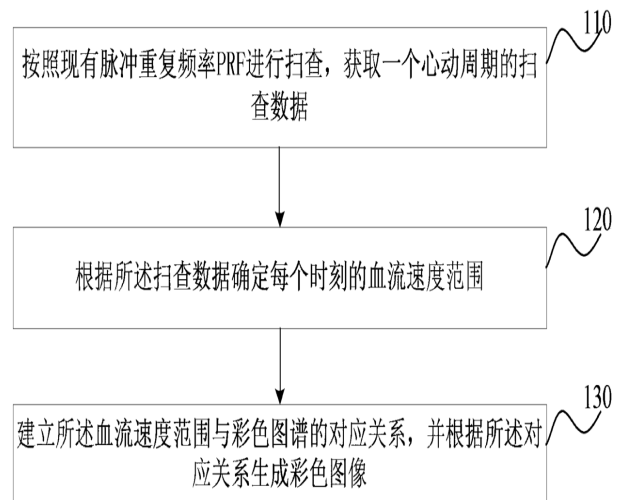 110
按照现有脉冲重复频率PRF进行扫查，获取一个心动周期的扫
查数据
120
根据所述扫查数据确定每个时刻的血流速度范围
130
建立所述血流速度范围与彩色图谱的对应关系，并根据所述对
应关系生成彩色图像